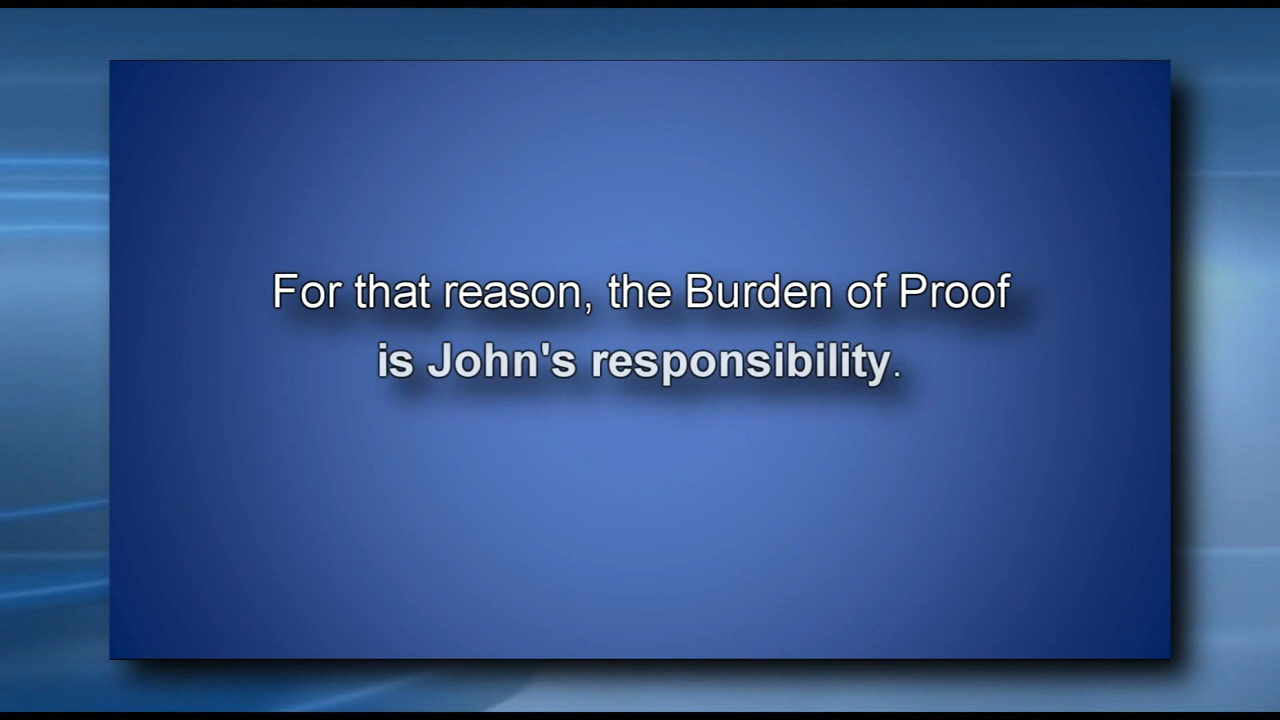 For that reason, the Burden of Proof
is John's responsibility.